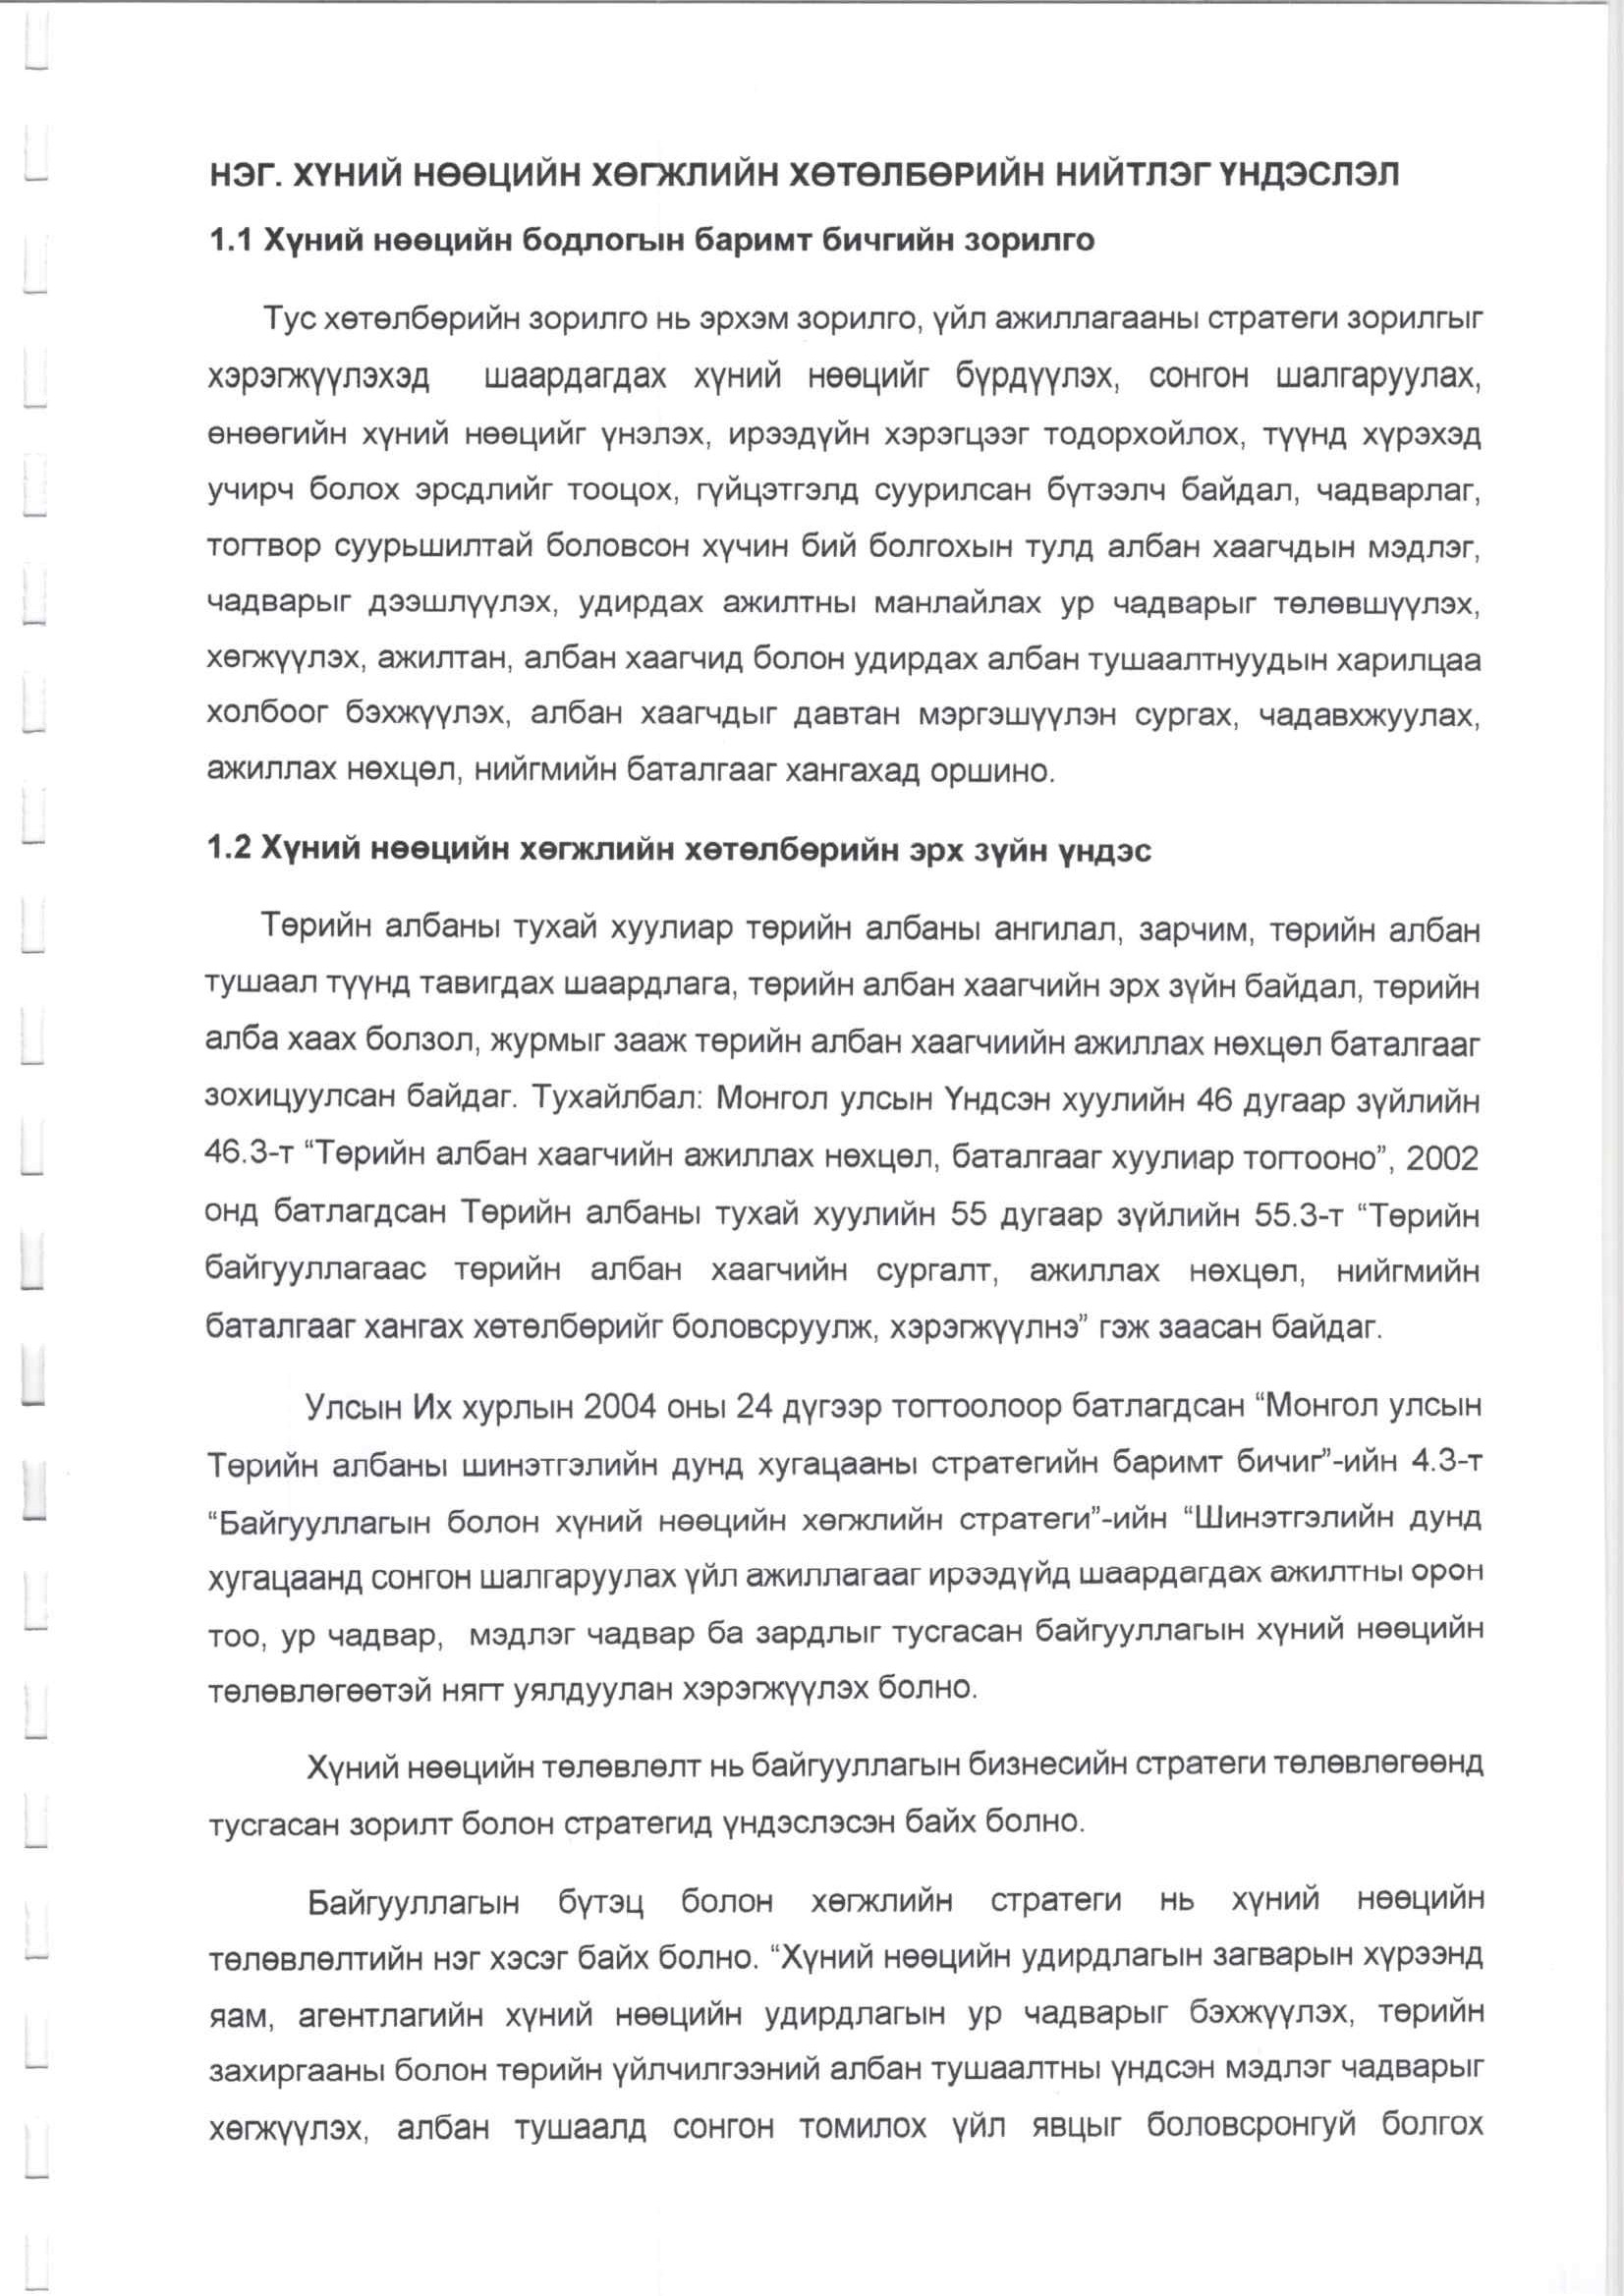 НЭГ. ХҮНИЙ НӨӨЦИЙН ХӨГЖЛИЙН ХӨТӨЛБӨРИЙН НИЙТЛЭГ ҮНДЭСЛЭЛ
1.1 Хүний нөөцийн бодлогын баримт бичгийн зорилго
Тус хөтөлбөрийн зорилго нь эрхэм зорилго, үйл ажиллагааны стратеги зорилгыг
хэрэгжүүлэхэд шаардагдах хүний нөөцийг бүрдүүлэх, сонгон шалгаруулах,
өнөөгийн хүний нөөцийг үнэлэх, ирээдүйн хэрэгцээг тодорхойлох, түүнд хүрэхэд
учирч болох эрсдлийг тооцох, гүйцэтгэлд суурилсан бүтээлч байдал, чадварлаг,
тогтвор суурьшилтай боловсон хүчин бий болгохын тулд албан хаагчдын мэдлэг,
чадварыг дээшлүүлэх, удирдах ажилтны манлайлах ур чадварыг төлөвшүүлэх,
хөгжүүлэх, ажилтан, албан хаагчид болон удирдах албан тушаалтнуудын харилцаа
холбоог бэхжүүлэх, албан хаагчдыг давтан мэргэшүүлэн сургах, чадавхжуулах,
ажиллах нөхцөл, нийгмийн баталгааг хангахад оршино.
1.2 Хүний нөөцийн хөгжлийн хөтөлбөрийн эрх зүйн үндэс
Төрийн албаны тухай хуулиар төрийн албаны ангилал, зарчим, төрийн албан
тушаал түүнд тавигдах шаардлага, төрийн албан хаагчийн эрх зүйн байдал, төрийн
алба хаах болзол, журмыг зааж төрийн албан хаагчиийн ажиллах нөхцөл баталгааг
зохицуулсан байдаг. Тухайлбал: Монгол улсын Үндсэн хуулийн 46 дугаар зүйлийн
46.3-т “Төрийн албан хаагчийн ажиллах нөхцөл, баталгааг хуулиар тогтооно”, 2002
онд батлагдсан Төрийн албаны тухай хуулийн 55 дугаар зүйлийн 55.3-т “Төрийн
байгууллагаас төрийн албан хаагчийн сургалт, ажиллах нөхцөл, нийгмийн
баталгааг хангах хөтөлбөрийг боловсруулж, хэрэгжүүлнэ” гэж заасан байдаг.
Улсын Их хурлын 2004 оны 24 дүгээр тогтоолоор батлагдсан “Монгол улсын
Төрийн албаны шинэтгэлийн дунд хугацааны стратегийн баримт бичиг”-ийн 4.3-т
“Байгууллагын болон хүний нөөцийн хөгжлийн стратеги”-ийн “Шинэтгэлийн дунд
хугацаанд сонгон шалгаруулах үйл ажиллагааг ирээдүйд шаардагдах ажилтны орон
тоо, ур чадвар, мэдлэг чадвар ба зардлыг тусгасан байгууллагын хүний нөөцийн
төлөвлөгөөтэй нягт уялдуулан хэрэгжүүлэх болно.
Хүний нөөцийн төлөвлөлт нь байгууллагын бизнесийн стратеги төлөвлөгөөнд
тусгасан зорилт болон стратегид үндэслэсэн байх болно.
Байгууллагын бүтэц болон хөгжлийн стратеги нь хүний нөөцийн
төлөвлөлтийн нэг хэсэг байх болно. “Хүний нөөцийн удирдлагын загварын хүрээнд
яам, агентлагийн хүний нөөцийн удирдлагын ур чадварыг бэхжүүлэх, төрийн
захиргааны болон төрийн үйлчилгээний албан тушаалтны үндсэн мэдлэг чадварыг
хөгжүүлэх, албан тушаалд сонгон томилох үйл явцыг боловсронгуй болгох